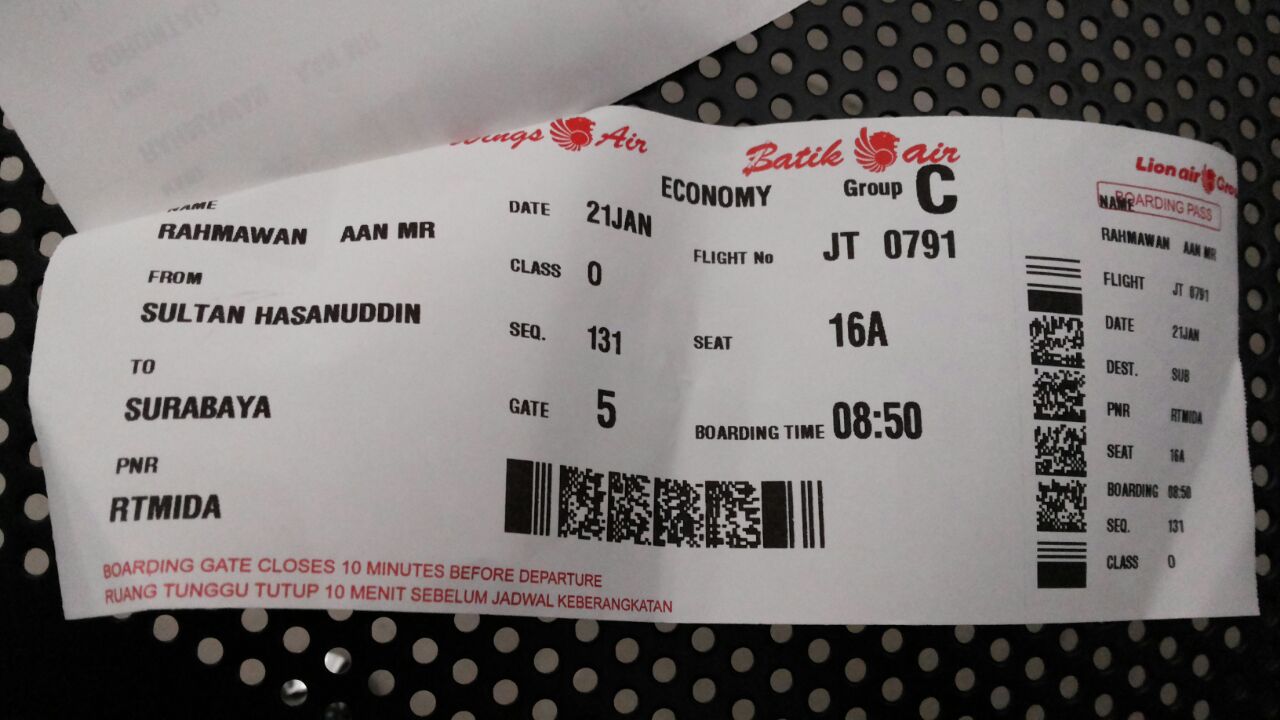 Wings Air
Batik air
NAME
RAHMAWAN AAN MR
FROM
SULTAN HASANUDDIN
TO
SURABAYA
PNR
RTMIDA
DATE 21JAN
CLASS O
SEQ. 131
GATE 5
ECONOMY Group C
FLIGHT No JT 0791
SEAT 16A
BOARDING TIME 08:50
BOARDING GATE CLOSES 10 MINUTES BEFORE DEPARTURE
RUANG TUNGGU TUTUP 10 MENIT SEBELUM JADWAL KEBERANGKATAN
Lion air
BOARDING PASS
NAME
RAHMAWAN AAN MR
FLIGHT JT 0791
DATE 21JAN
DEST. SUB
PNR RTMIDA
SEAT 16A
BOARDING 08:50
SEQ. 131
CLASS O